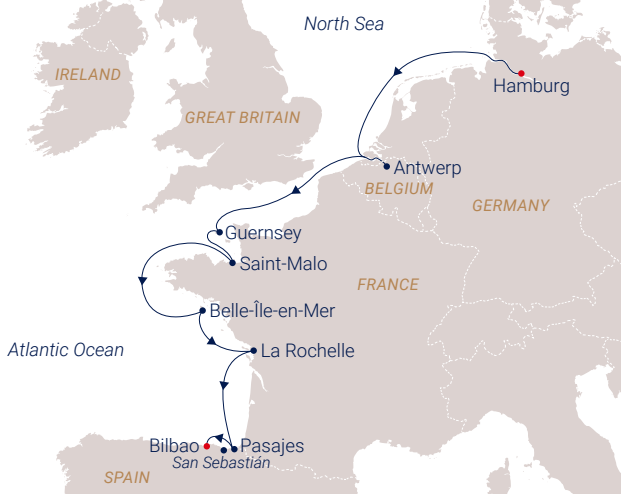 North Sea
IRELAND
Hamburg
GREAT BRITAIN
Antwerp
BELGIUM
GERMANY
Guernsey
Saint-Malo
FRANCE
Belle-Île-en-Mer
Atlantic Ocean
La Rochelle
Bilbao
Pasajes
San Sebastián
SPAIN